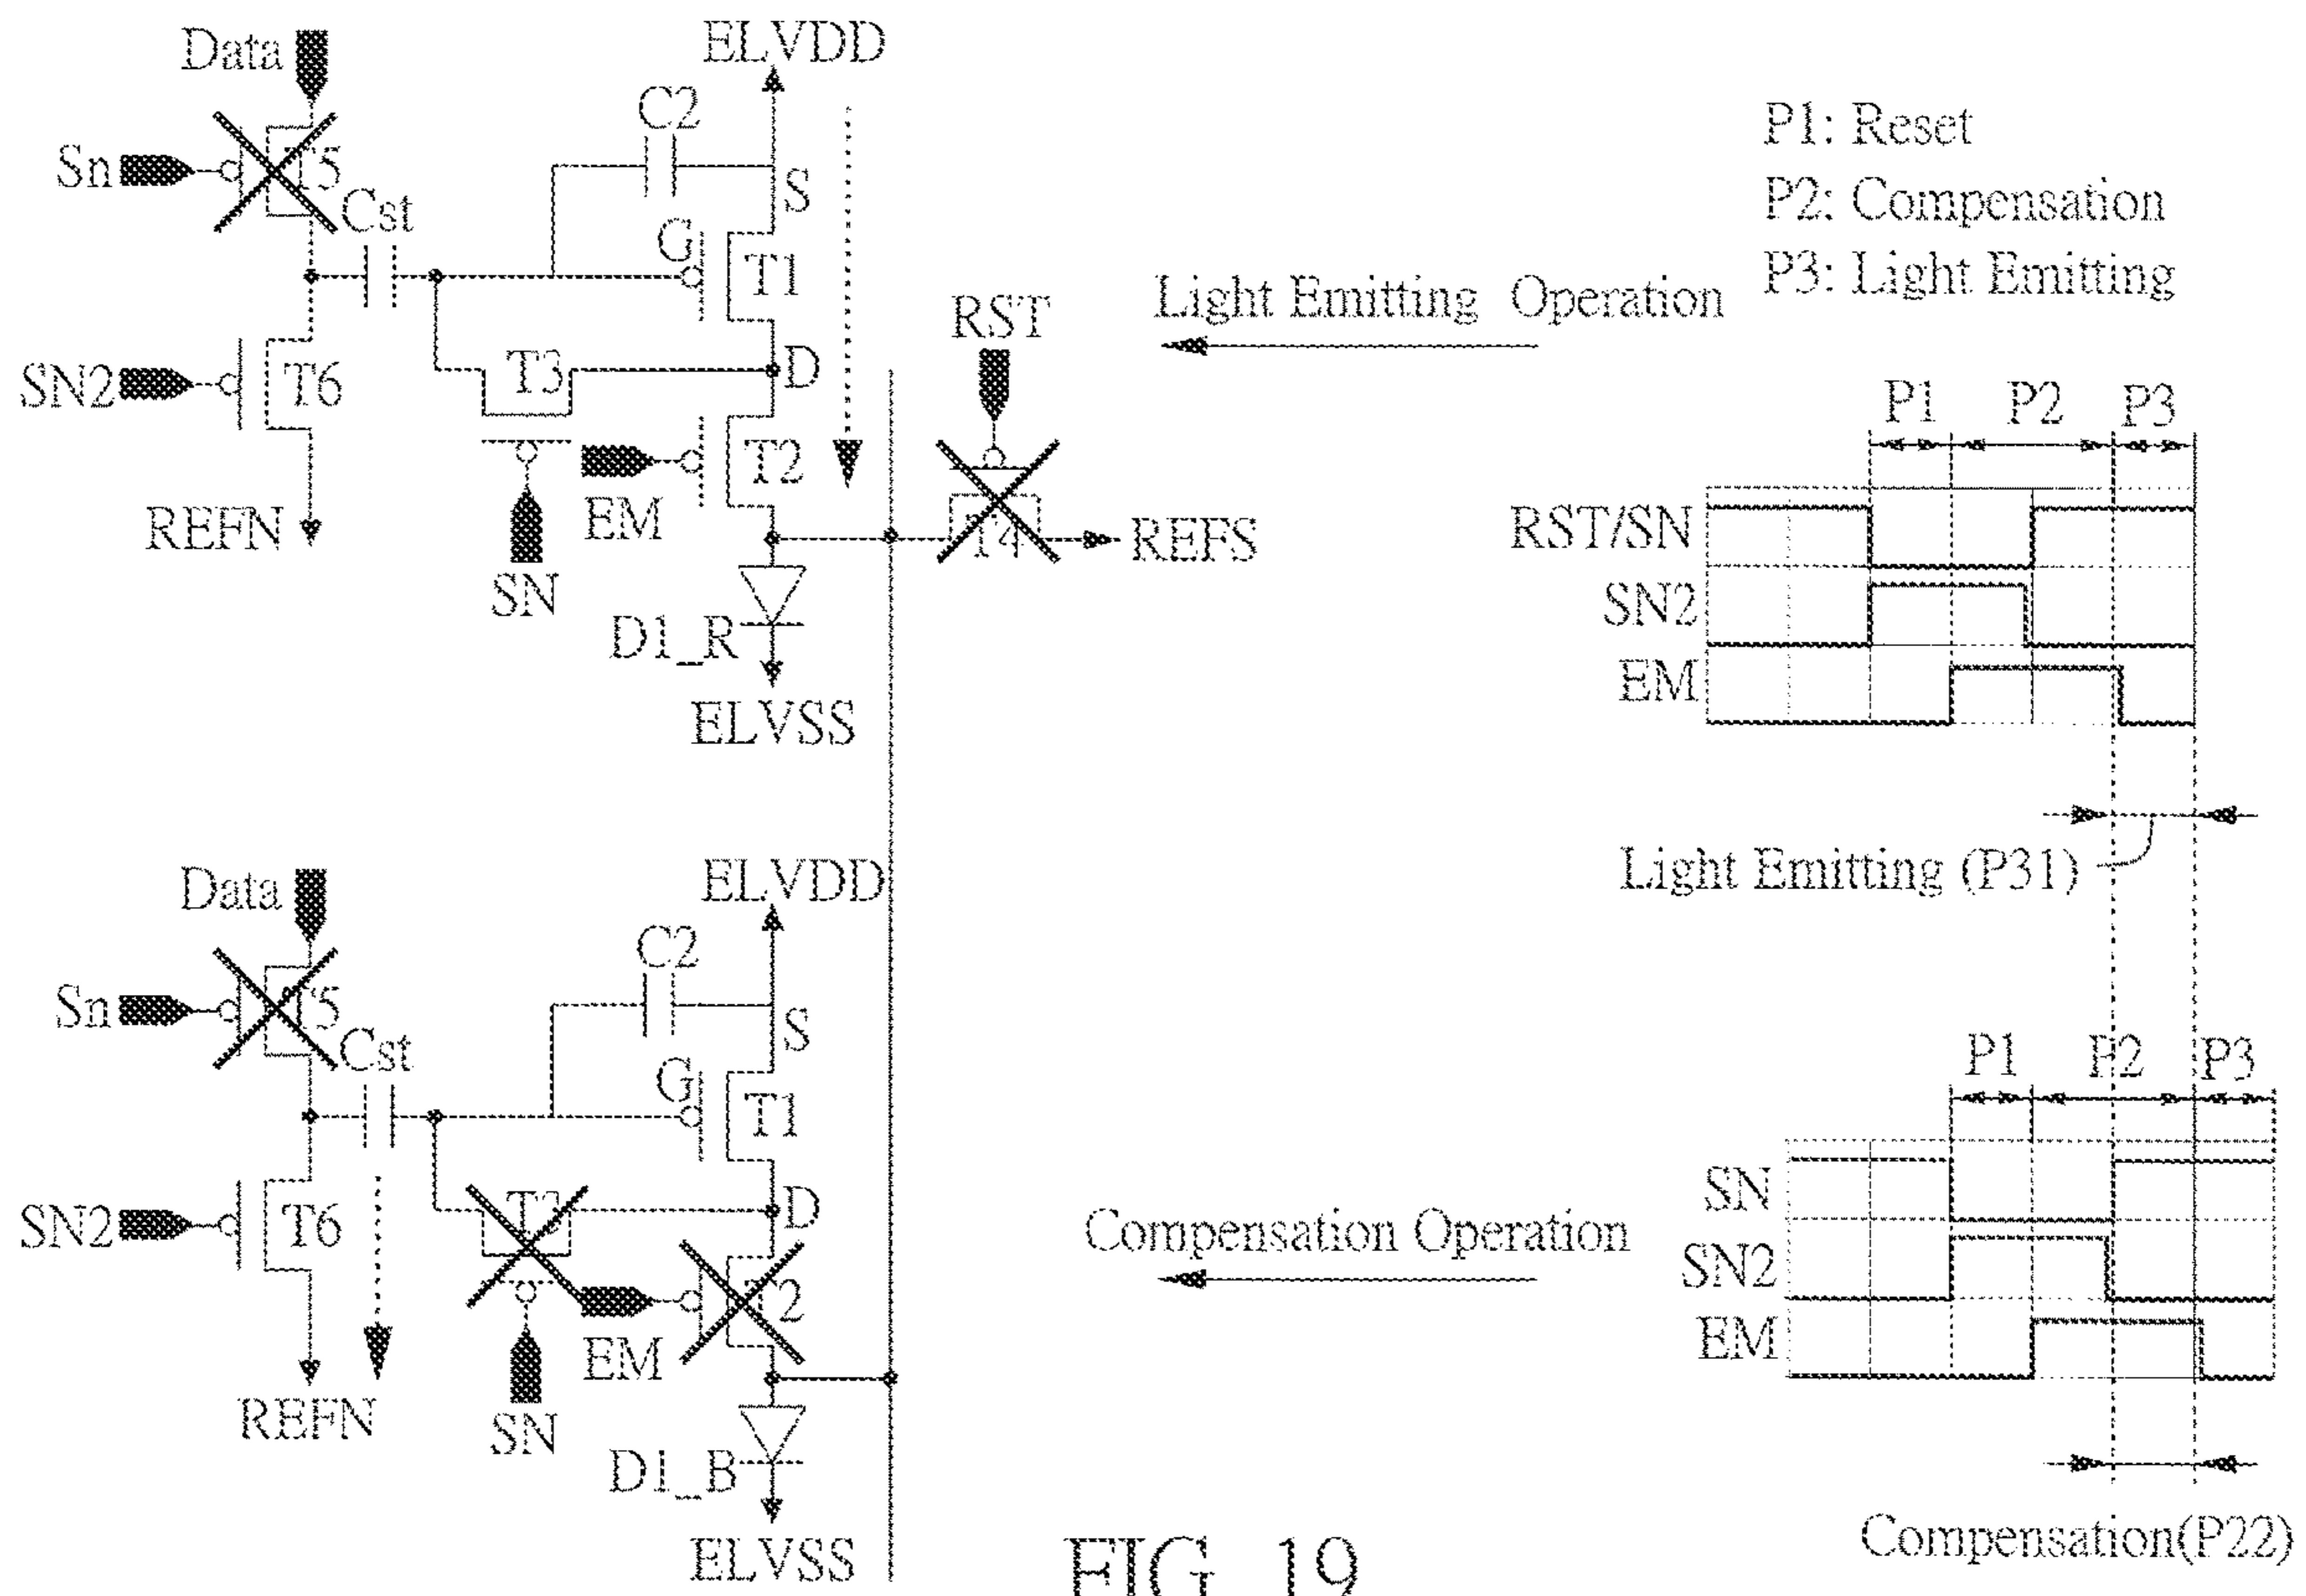 Data
ELVDD
C2
Sn
T5
Cst
S
G
T1
SN2
T6
T3
D
EM
T2
REFN
SN
RST
T4
REFS
D1_R
ELVSS
Light Emitting Operation
P1: Reset
P2: Compensation
P3: Light Emitting
P1 P2 P3
RST/SN
SN2
EM
Light Emitting (P31)
Data
ELVDD
C2
Sn
T5
Cst
S
G
T1
SN2
T6
T3
D
EM
T2
REFN
SN
D1_B
ELVSS
Compensation Operation
P1 P2 P3
SN
SN2
EM
Compensation(P22)
FIG. 19